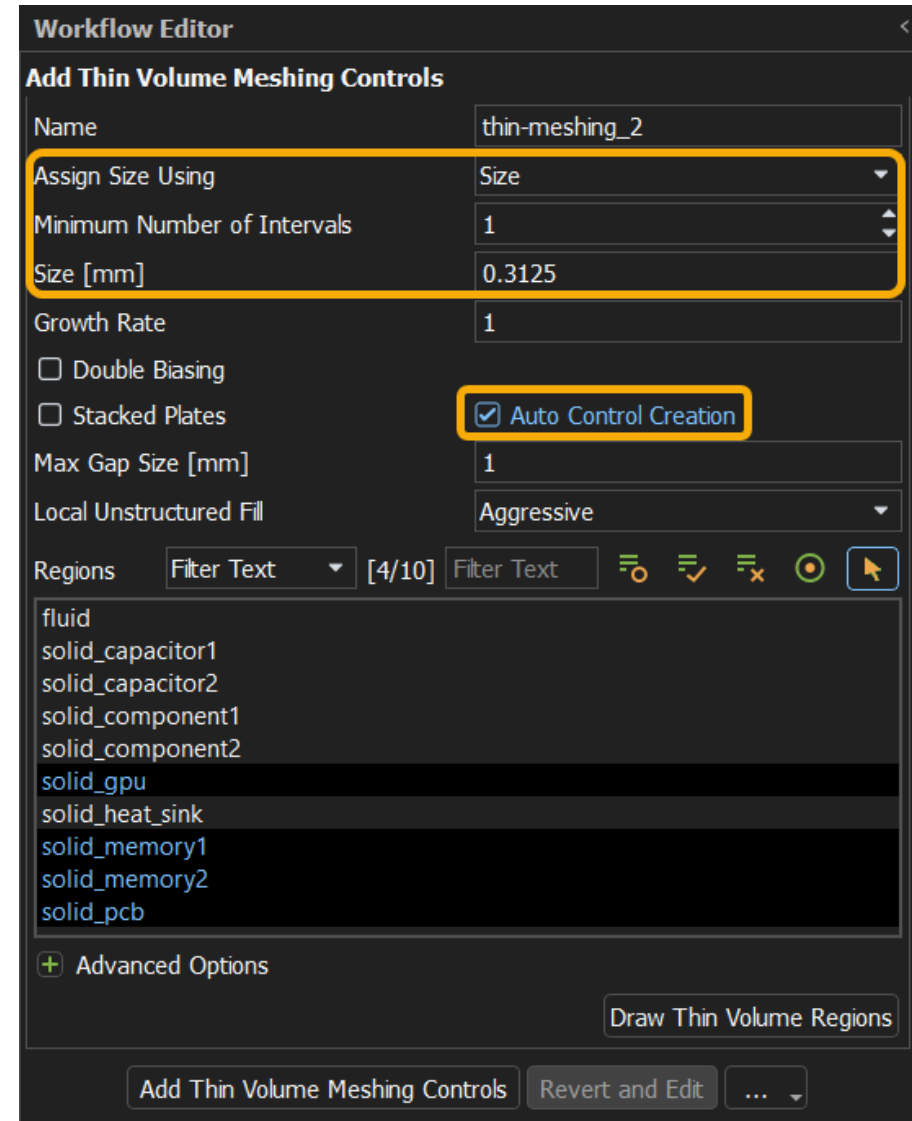 Workflow Editor <
Add Thin Volume Meshing Controls
Name thin-meshing_2
Assign Size Using Size
Minimum Number of Intervals 1
Size [mm] 0.3125
Growth Rate 1
Double Biasing
Stacked Plates Auto Control Creation
Max Gap Size [mm] 1
Local Unstructured Fill Aggressive
Regions Filter Text [4/10] Filter Text
fluid
solid_capacitor1
solid_capacitor2
solid_component1
solid_component2
solid_gpu
solid_heat_sink
solid_memory1
solid_memory2
solid_pcb
Advanced Options
Draw Thin Volume Regions
Add Thin Volume Meshing Controls Revert and Edit ...